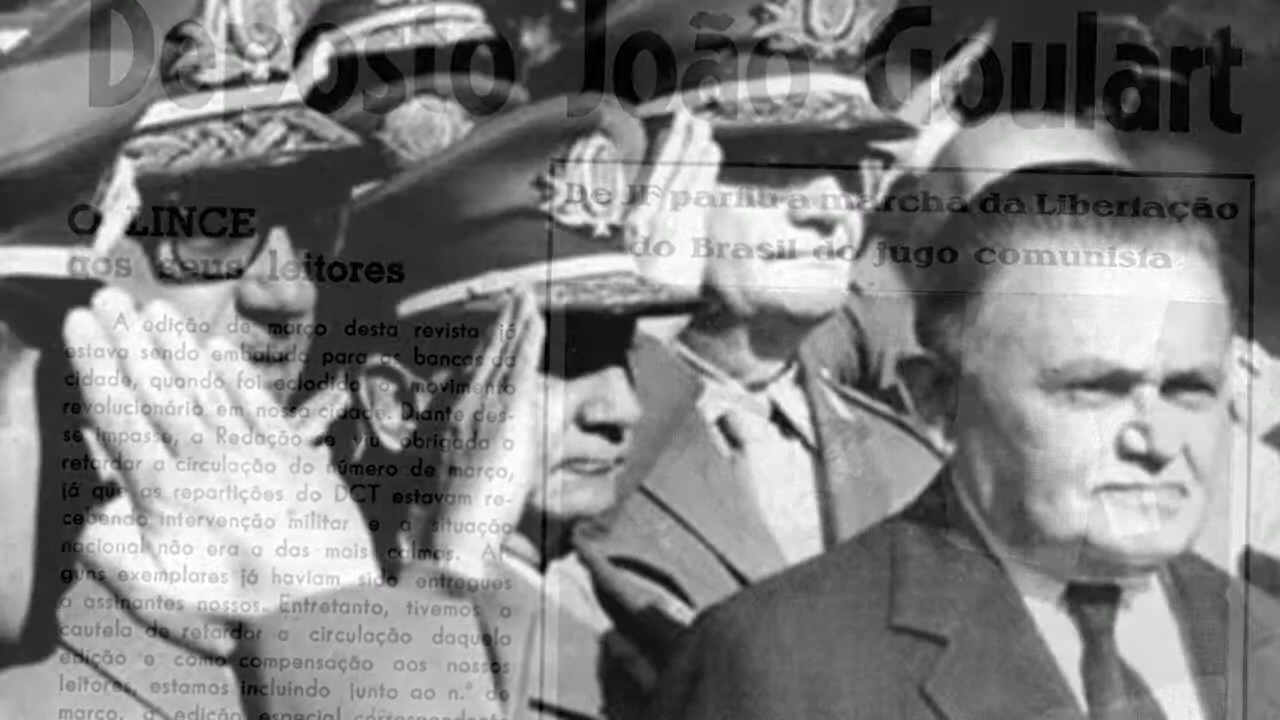 Deposto João Goulart
De JF partiu a marcha da Libertação
do Brasil do jugo comunista
O LINCE
aos seus leitores
A edição de março desta revista já
estava sendo embalada para as bancas da
cidade, quando foi eclodido o movimento
revolucionário em nossa cidade. Diante des-
se impasse, a Redação se viu obrigada a
retardar a circulação do número de março,
já que as repartições do DCT estavam re-
cebendo intervenção militar e a situação
nacional não era a das mais calmas. Al-
guns exemplares já haviam sido entregues
a assinantes nossos. Entretanto, tivemos a
cautela de retardar a circulação daquela
edição e como compensação aos nossos
leitores, estamos incluindo junto ao n.º de
março, a edição especial correspondente